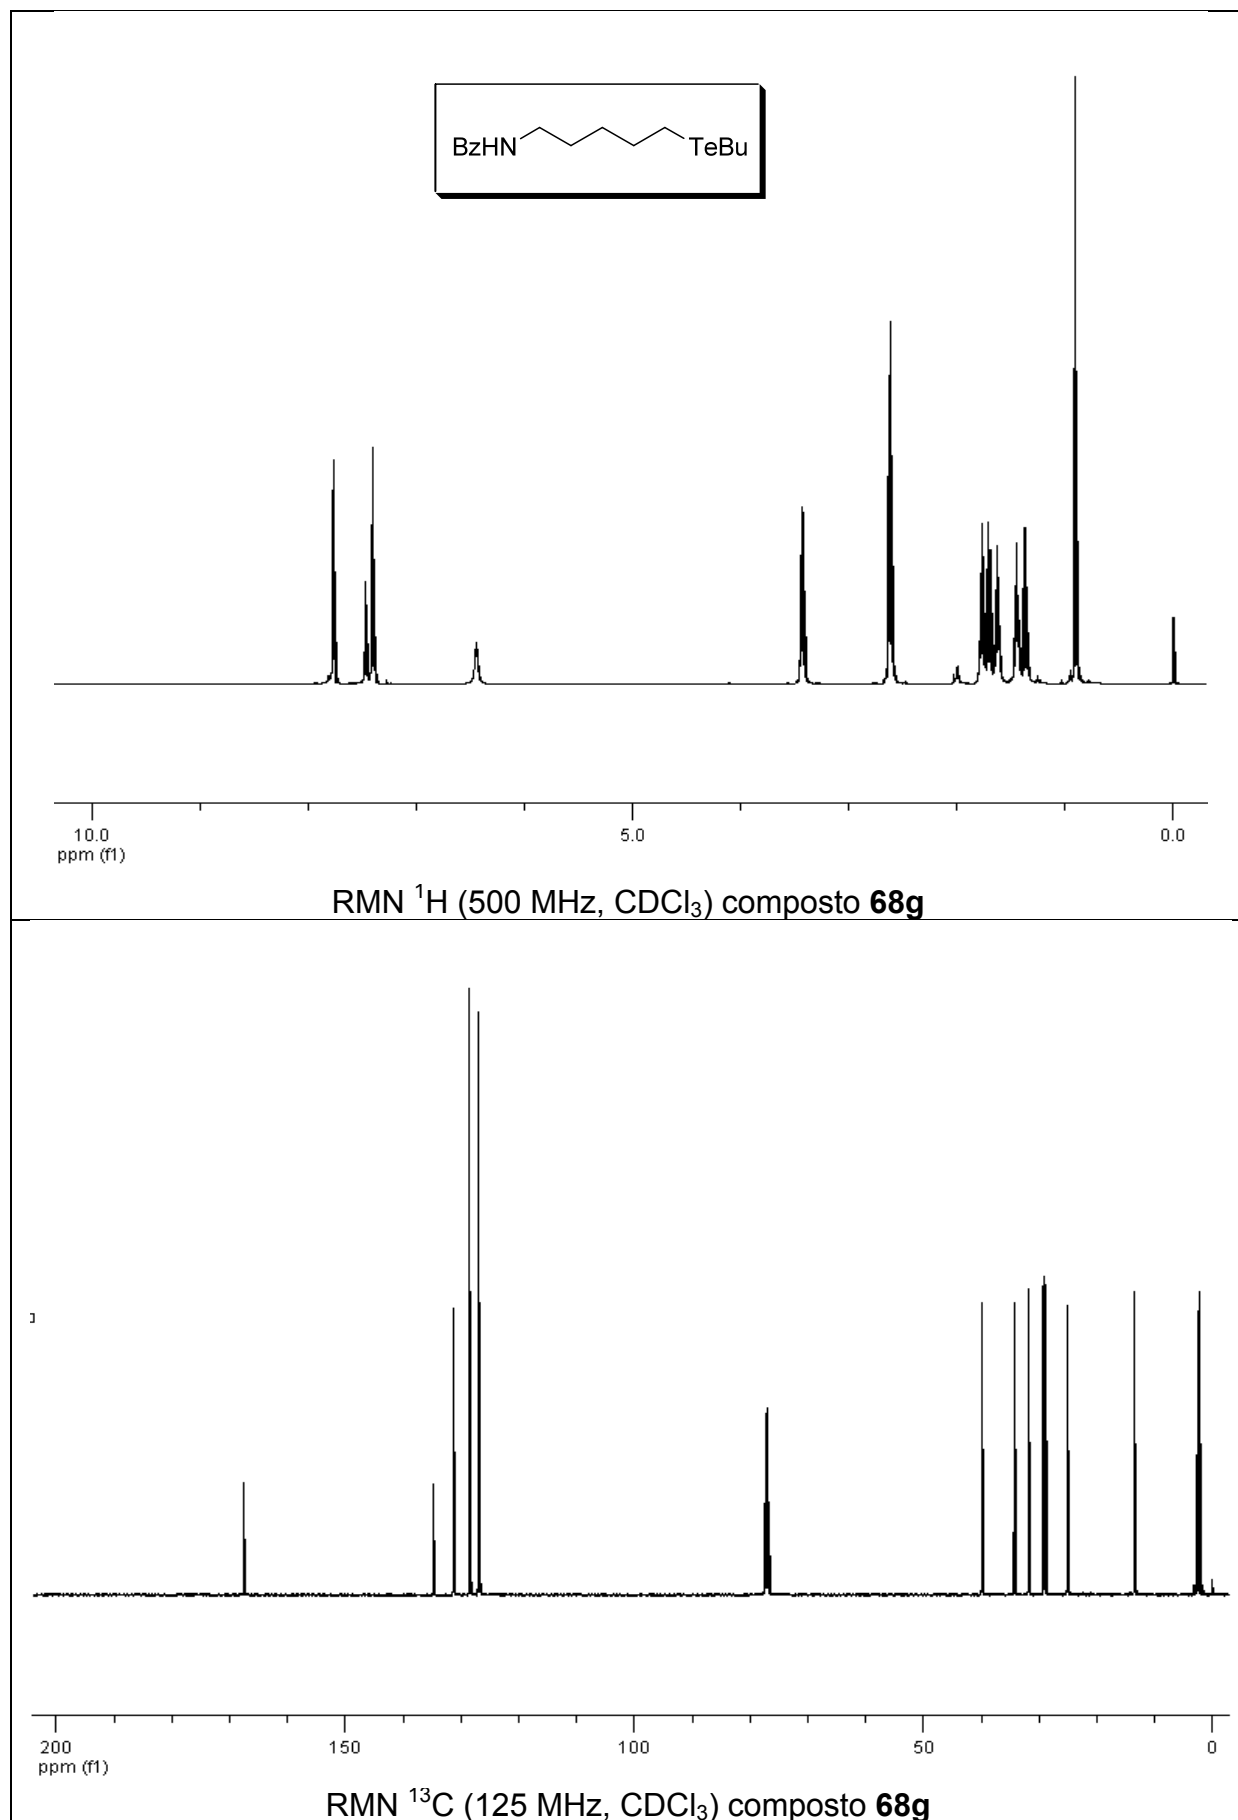 BzHN TeBu
10.0 5.0 0.0
ppm (f1)
RMN ¹H (500 MHz, CDCl₃) composto 68g
200 150 100 50 0
ppm (f1)
RMN ¹³C (125 MHz, CDCl₃) composto 68g